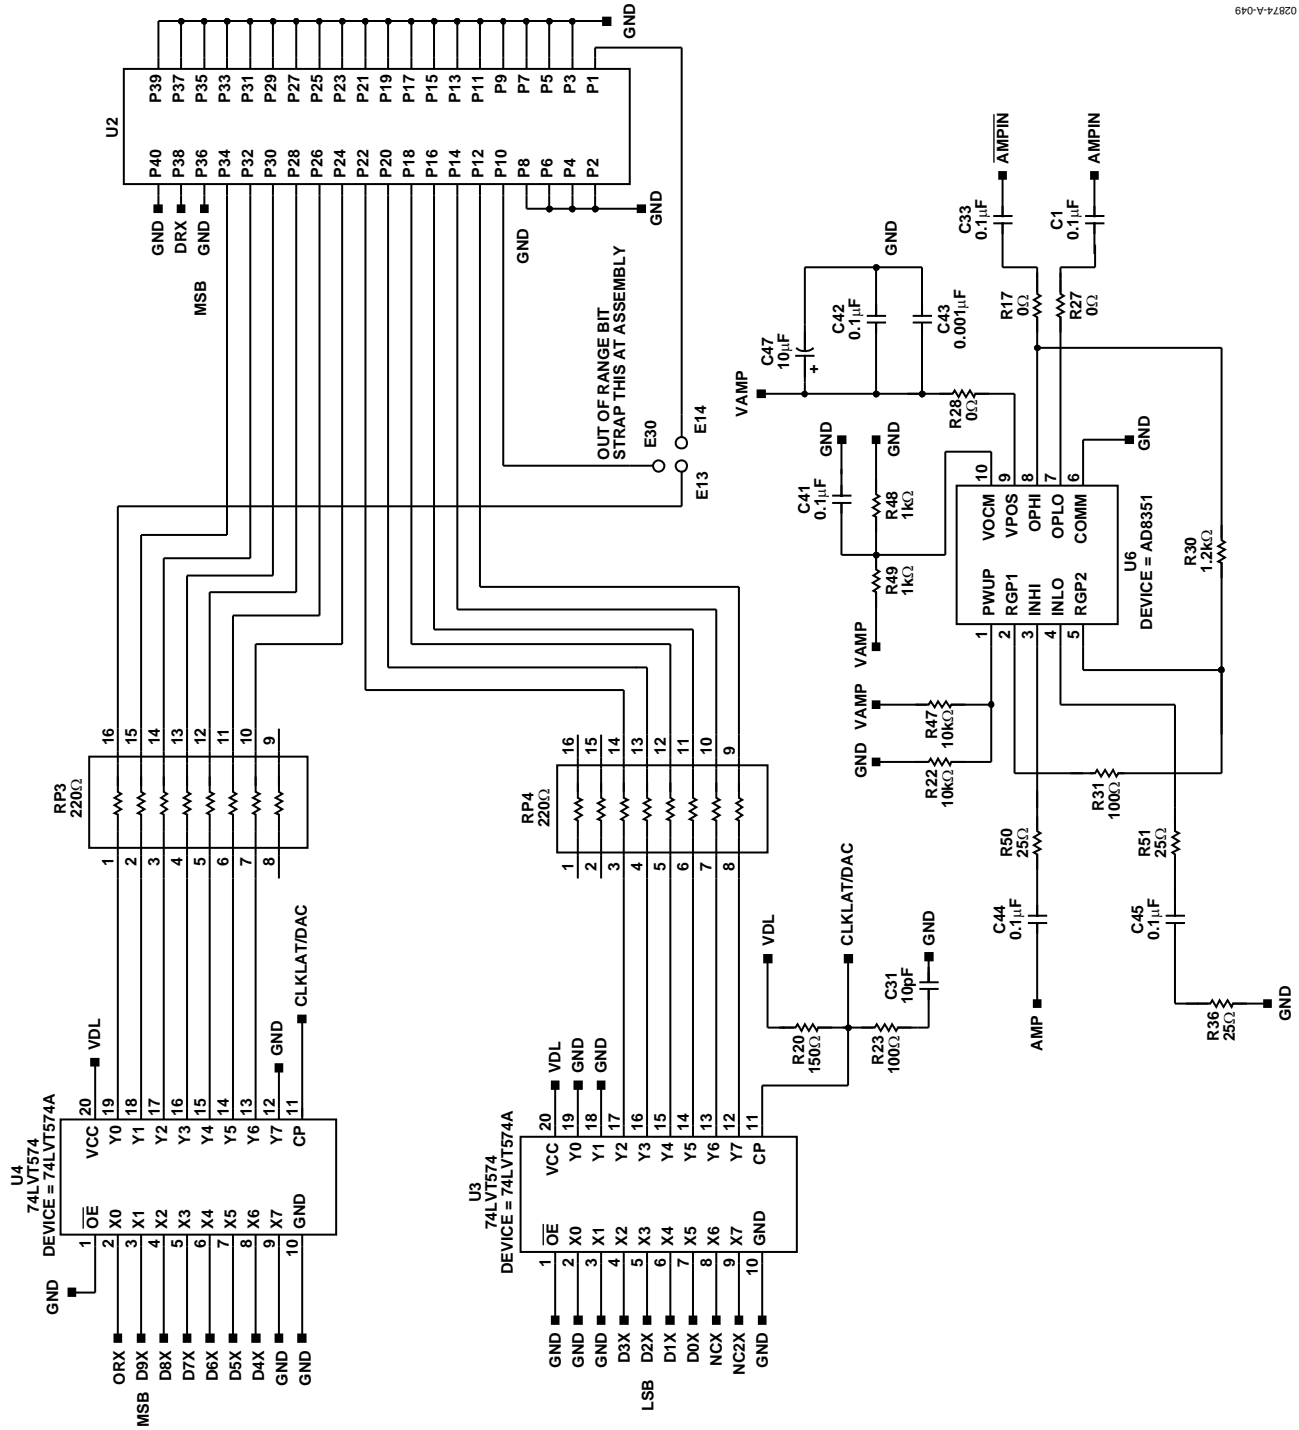 02874-A-049
GND
P39
P37
P35
P33
P31
P29
P27
P25
P23
P21
P19
P17
P15
P13
P11
P9
P7
P5
P3
P1
U2
P40
P38
P36
P34
P32
P30
P28
P26
P24
P22
P20
P18
P16
P14
P12
P10
P8
P6
P4
P2
GND
DRX
GND
MSB
GND
GND
OUT OF RANGE BIT
STRAP THIS AT ASSEMBLY
E30
E14
E13
AMPIN
AMPIN
C33
0.1μF
C1
0.1μF
R17
0Ω
R27
0Ω
GND
C47
10μF
+
C42
0.1μF
C43
0.001μF
VAMP
R28
0Ω
GND
GND
C41
0.1μF
R48
1kΩ
R49
1kΩ
VAMP
GND
10
9
8
7
6
VOCM
VPOS
OPHI
OPLO
COMM
PWUP
RGP1
INHI
INLO
RGP2
1
2
3
4
5
U6
DEVICE = AD8351
R30
1.2kΩ
VAMP
GND
R47
10kΩ
R22
10kΩ
R31
100Ω
R50
25Ω
R51
25Ω
C44
0.1μF
C45
0.1μF
AMP
R36
25Ω
GND
RP3
220Ω
16
15
14
13
12
11
10
9
1
2
3
4
5
6
7
8
RP4
220Ω
16
15
14
13
12
11
10
9
1
2
3
4
5
6
7
8
VDL
CLKLAT/DAC
GND
C31
10pF
R20
150Ω
R23
100Ω
U4
74LVT574
DEVICE = 74LVT574A
VDL
GND
CLKLAT/DAC
20
19
18
17
16
15
14
13
12
11
VCC
Y0
Y1
Y2
Y3
Y4
Y5
Y6
Y7
CP
OE
X0
X1
X2
X3
X4
X5
X6
X7
GND
1
2
3
4
5
6
7
8
9
10
GND
ORX
MSB D9X
D8X
D7X
D6X
D5X
D4X
GND
GND
U3
74LVT574
DEVICE = 74LVT574A
VDL
GND
GND
20
19
18
17
16
15
14
13
12
11
VCC
Y0
Y1
Y2
Y3
Y4
Y5
Y6
Y7
CP
OE
X0
X1
X2
X3
X4
X5
X6
X7
GND
1
2
3
4
5
6
7
8
9
10
GND
GND
GND
D3X
LSB D2X
D1X
D0X
NCX
NC2X
GND